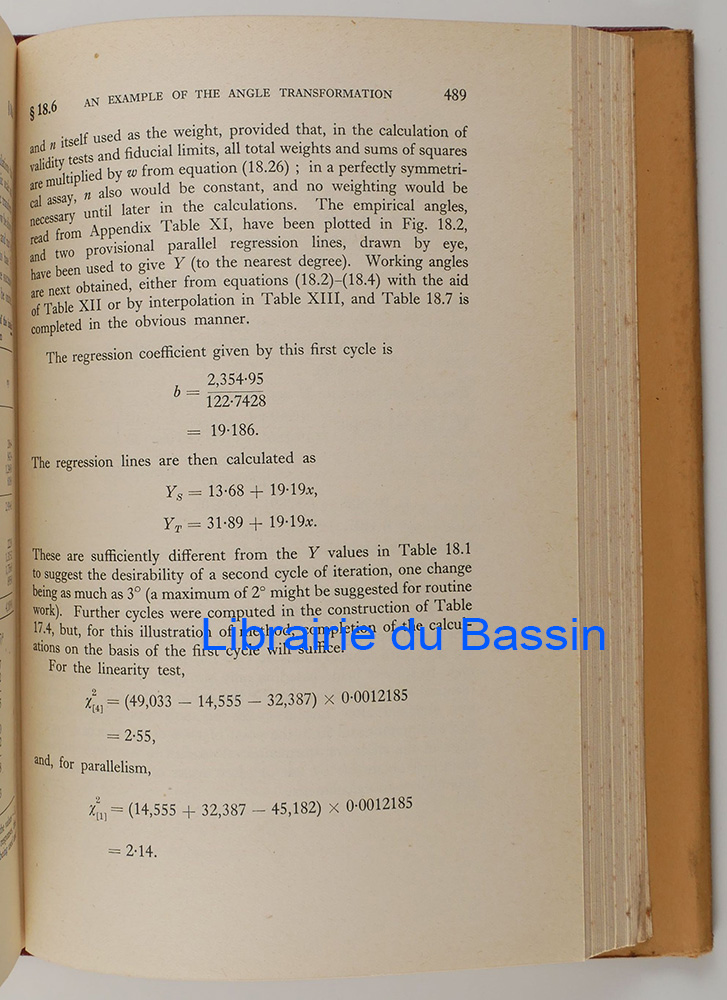 § 18.6 AN EXAMPLE OF THE ANGLE TRANSFORMATION 489
and n itself used as the weight, provided that, in the calculation of
validity tests and fiducial limits, all total weights and sums of squares
are multiplied by w from equation (18.26) ; in a perfectly symmetri-
cal assay, n also would be constant, and no weighting would be
necessary until later in the calculations. The empirical angles,
read from Appendix Table XI, have been plotted in Fig. 18.2,
and two provisional parallel regression lines, drawn by eye,
have been used to give Y (to the nearest degree). Working angles
are next obtained, either from equations (18.2)–(18.4) with the aid
of Table XII or by interpolation in Table XIII, and Table 18.7 is
completed in the obvious manner.
The regression coefficient given by this first cycle is
b = 2,354·95 / 122·7428
= 19·186.
The regression lines are then calculated as
Y_S = 13·68 + 19·19x,
Y_T = 31·89 + 19·19x.
These are sufficiently different from the Y values in Table 18.1
to suggest the desirability of a second cycle of iteration, one change
being as much as 3° (a maximum of 2° might be suggested for routine
work). Further cycles were computed in the construction of Table
17.4, but, for this illustration of method, completion of the calcul-
ations on the basis of the first cycle will suffice.
Librairie du Bassin
For the linearity test,
χ²[4] = (49,033 − 14,555 − 32,387) × 0·0012185
= 2·55,
and, for parallelism,
χ²[1] = (14,555 + 32,387 − 45,182) × 0·0012185
= 2·14.